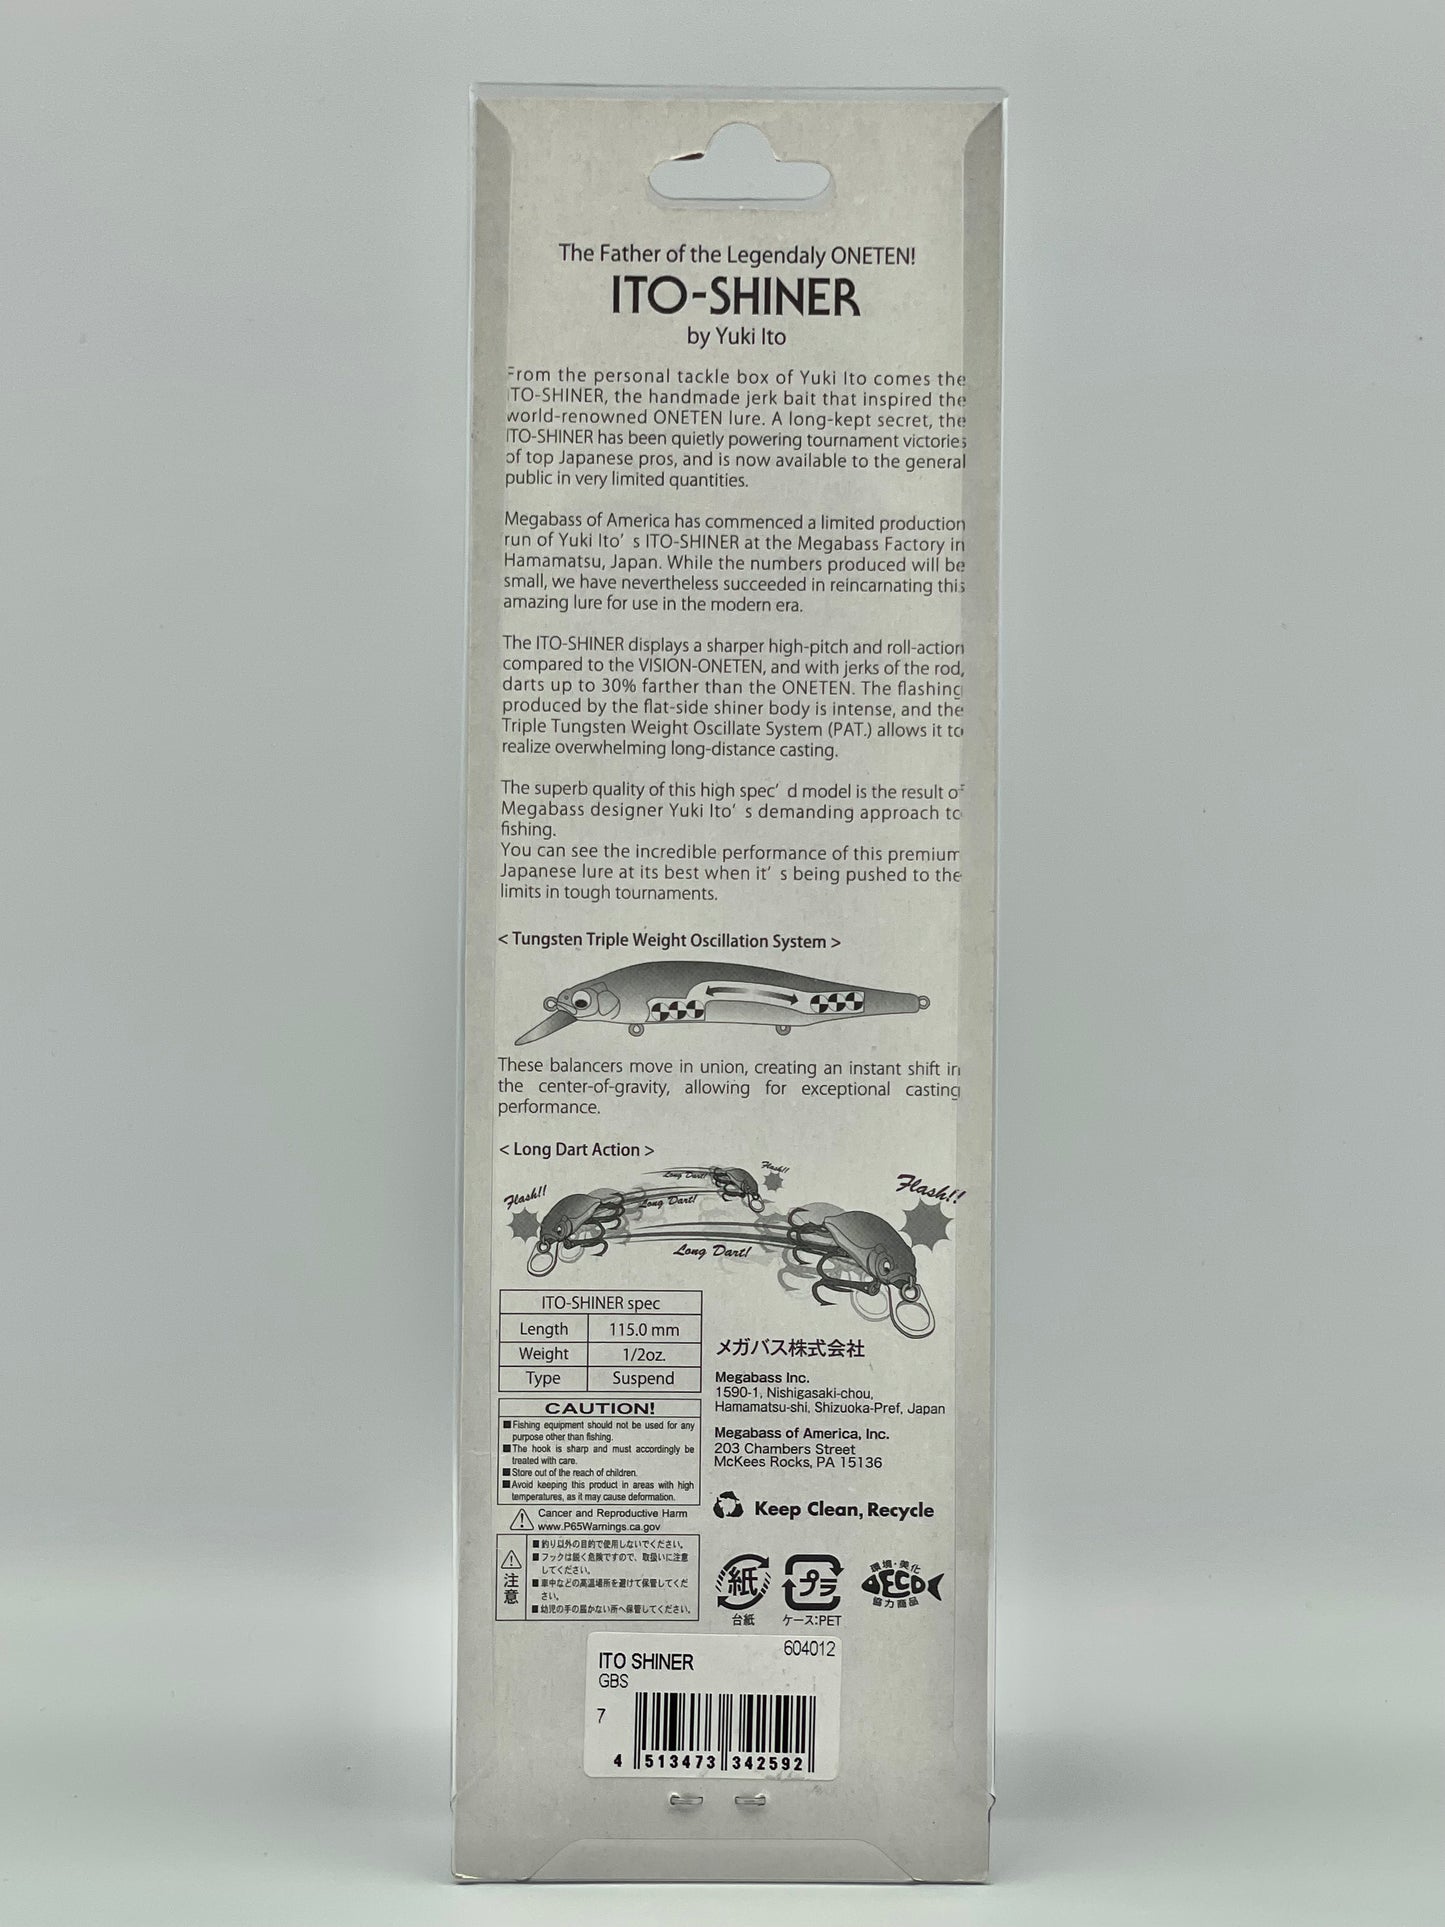 The Father of the Legendaly ONETEN!
ITO-SHINER
by Yuki Ito
From the personal tackle box of Yuki Ito comes the
ITO-SHINER, the handmade jerk bait that inspired the
world-renowned ONETEN lure. A long-kept secret, the
ITO-SHINER has been quietly powering tournament victories
of top Japanese pros, and is now available to the general
public in very limited quantities.
Megabass of America has commenced a limited production
run of Yuki Ito' s ITO-SHINER at the Megabass Factory in
Hamamatsu, Japan. While the numbers produced will be
small, we have nevertheless succeeded in reincarnating this
amazing lure for use in the modern era.
The ITO-SHINER displays a sharper high-pitch and roll-action
compared to the VISION-ONETEN, and with jerks of the rod,
darts up to 30% farther than the ONETEN. The flashing
produced by the flat-side shiner body is intense, and the
Triple Tungsten Weight Oscillate System (PAT.) allows it to
realize overwhelming long-distance casting.
The superb quality of this high spec' d model is the result of
Megabass designer Yuki Ito' s demanding approach to
fishing.
You can see the incredible performance of this premium
Japanese lure at its best when it' s being pushed to the
limits in tough tournaments.
< Tungsten Triple Weight Oscillation System >
These balancers move in union, creating an instant shift in
the center-of-gravity, allowing for exceptional casting
performance.
< Long Dart Action >
Flash!!
Long Dart!
Flash!!
Long Dart!
Flash!!
Long Dart!
ITO-SHINER spec
Length 115.0 mm
Weight 1/2oz.
Type Suspend
CAUTION!
■Fishing equipment should not be used for any
purpose other than fishing.
■The hook is sharp and must accordingly be
treated with care.
■Store out of the reach of children.
■Avoid keeping this product in areas with high
temperatures, as it may cause deformation.
Cancer and Reproductive Harm
www.P65Warnings.ca.gov
注意
■釣り以外の目的で使用しないでください。
■フックは鋭く危険ですので、取扱いに注意
してください。
■車中などの高温場所を避けて保管してくだ
さい。
■幼児の手の届かない所へ保管してください。
メガバス株式会社
Megabass Inc.
1590-1, Nishigasaki-chou,
Hamamatsu-shi, Shizuoka-Pref, Japan
Megabass of America, Inc.
203 Chambers Street
McKees Rocks, PA 15136
Keep Clean, Recycle
紙
台紙
プラ
ケース:PET
環境・美化
ECO
協力商品
604012
ITO SHINER
GBS
7
4 513473 342592